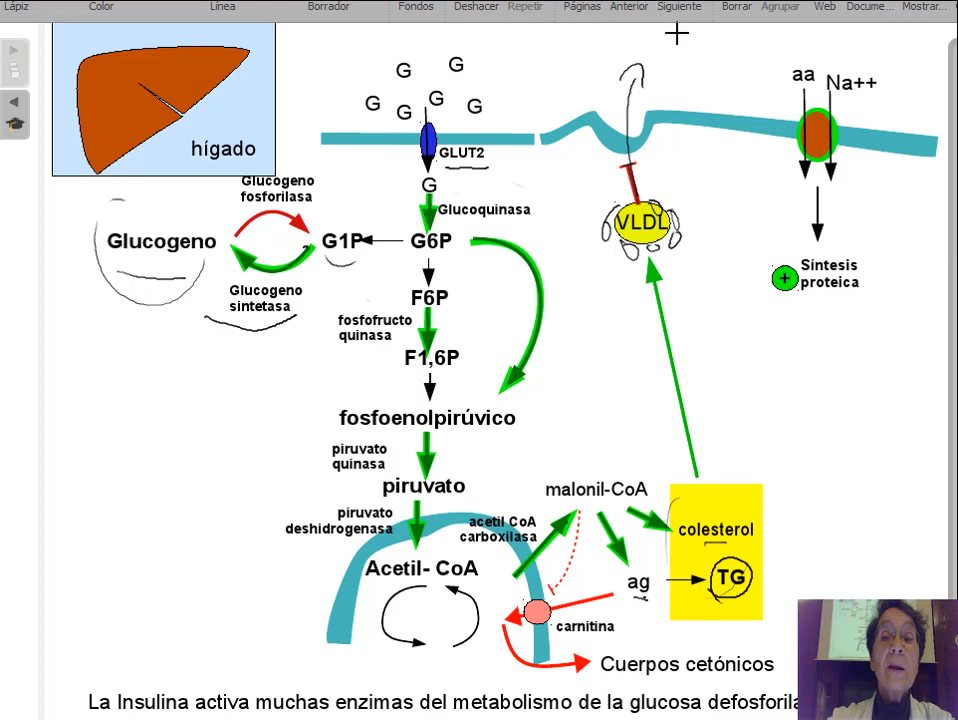 Lápiz Color Línea Borrador Fondos Deshacer Repetir Páginas Anterior Siguiente Borrar Agrupar Web Docume... Mostrar...
hígado
G G
G G G G
GLUT2
G
Glucoquinasa
Glucogeno
fosforilasa
Glucogeno G1P G6P
Glucogeno
sintetasa
F6P
fosfofructo
quinasa
F1,6P
fosfoenolpirúvico
piruvato
quinasa
piruvato
piruvato
deshidrogenasa
Acetil- CoA
acetil CoA
carboxilasa
malonil-CoA
colesterol
ag TG
carnitina
Cuerpos cetónicos
VLDL
aa Na++
+ Síntesis
proteica
La Insulina activa muchas enzimas del metabolismo de la glucosa defosforila